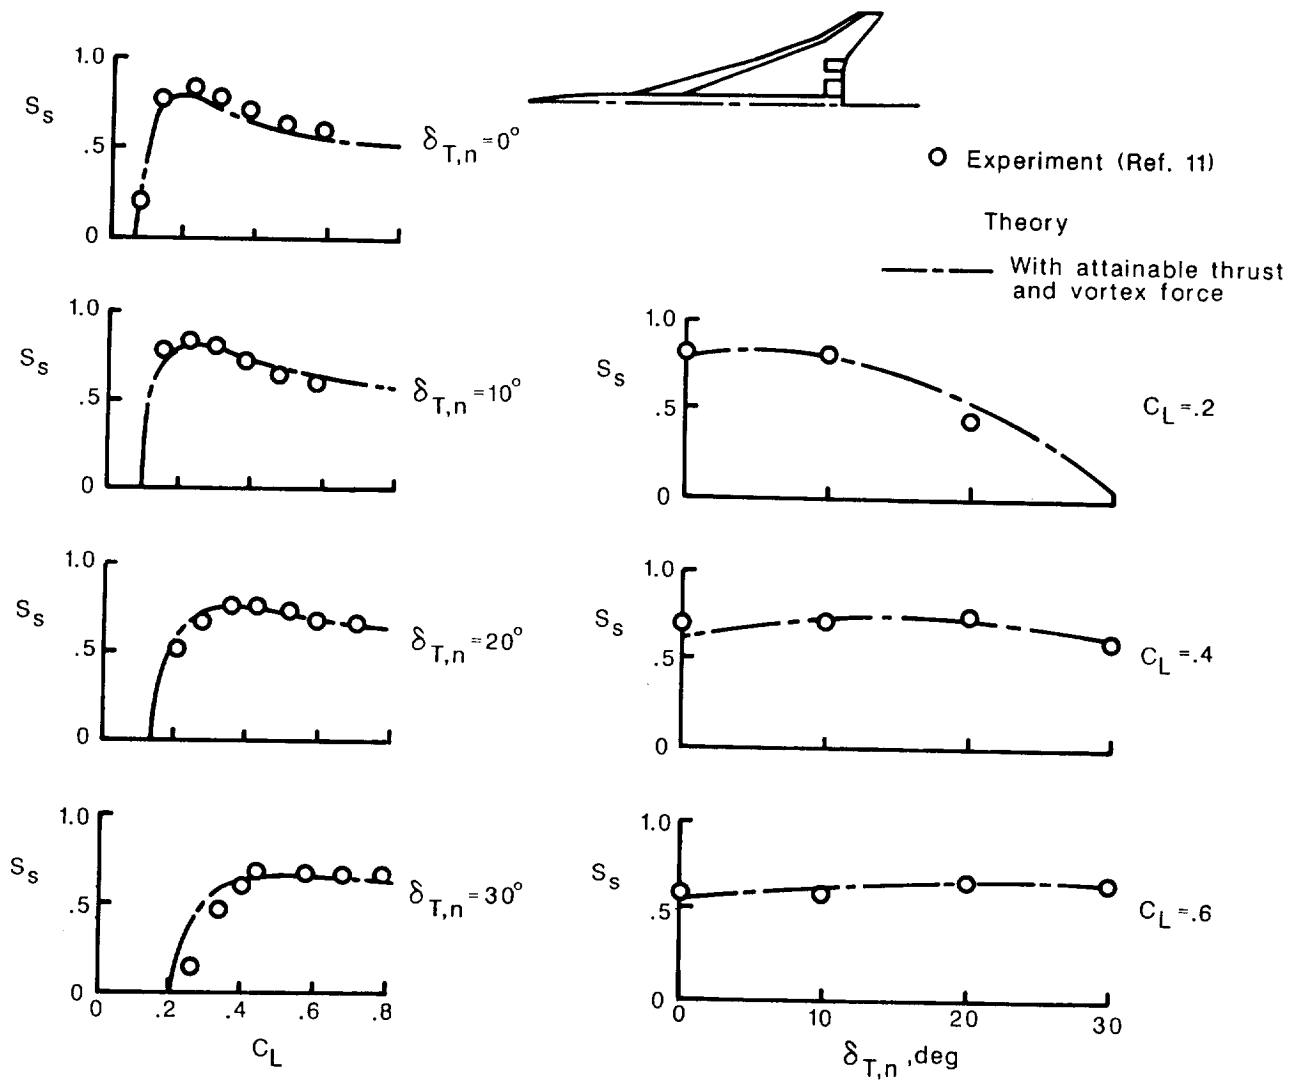 1.0
S_s
.5
0
δ_T,n =0°
1.0
S_s
.5
0
δ_T,n =10°
1.0
S_s
.5
0
δ_T,n =20°
1.0
S_s
.5
0
δ_T,n =30°
0 .2 .4 .6 .8
C_L
Experiment (Ref. 11)
Theory
With attainable thrust
and vortex force
1.0
S_s
.5
0
C_L =.2
1.0
S_s
.5
0
C_L =.4
1.0
S_s
.5
0
C_L =.6
0 10 20 30
δ_T,n ,deg